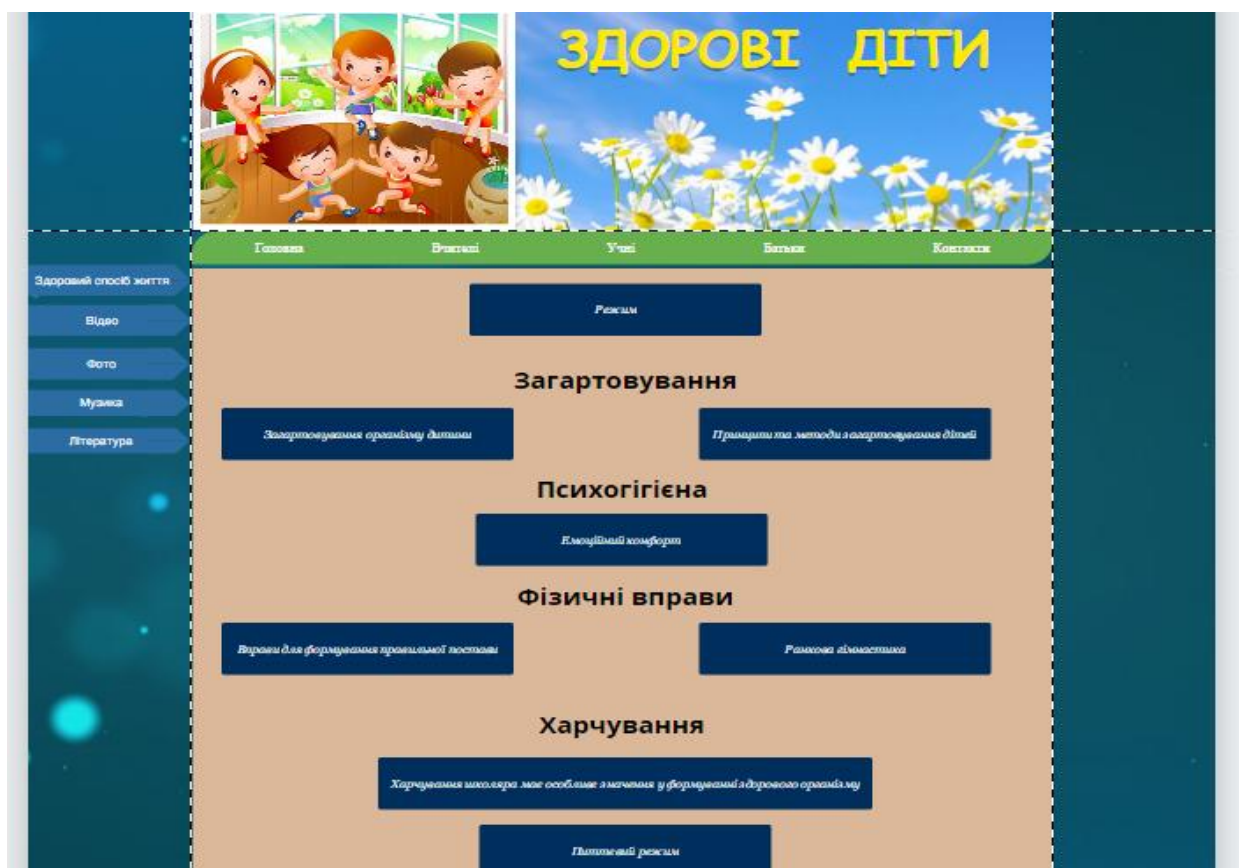 ЗДОРОВІ ДІТИ
Головна Вчителі Учні Батьки Контакти
Здоровий спосіб життя
Відео
Фото
Музика
Література
Режим
Загартовування
Загартовування організму дитини Принципи та методи загартовування дітей
Психогігієна
Емоційний комфорт
Фізичні вправи
Вправи для формування правильної постави Ранкова гімнастика
Харчування
Харчування школяра має особливе значення у формуванні здорового організму
Питтєвий режим